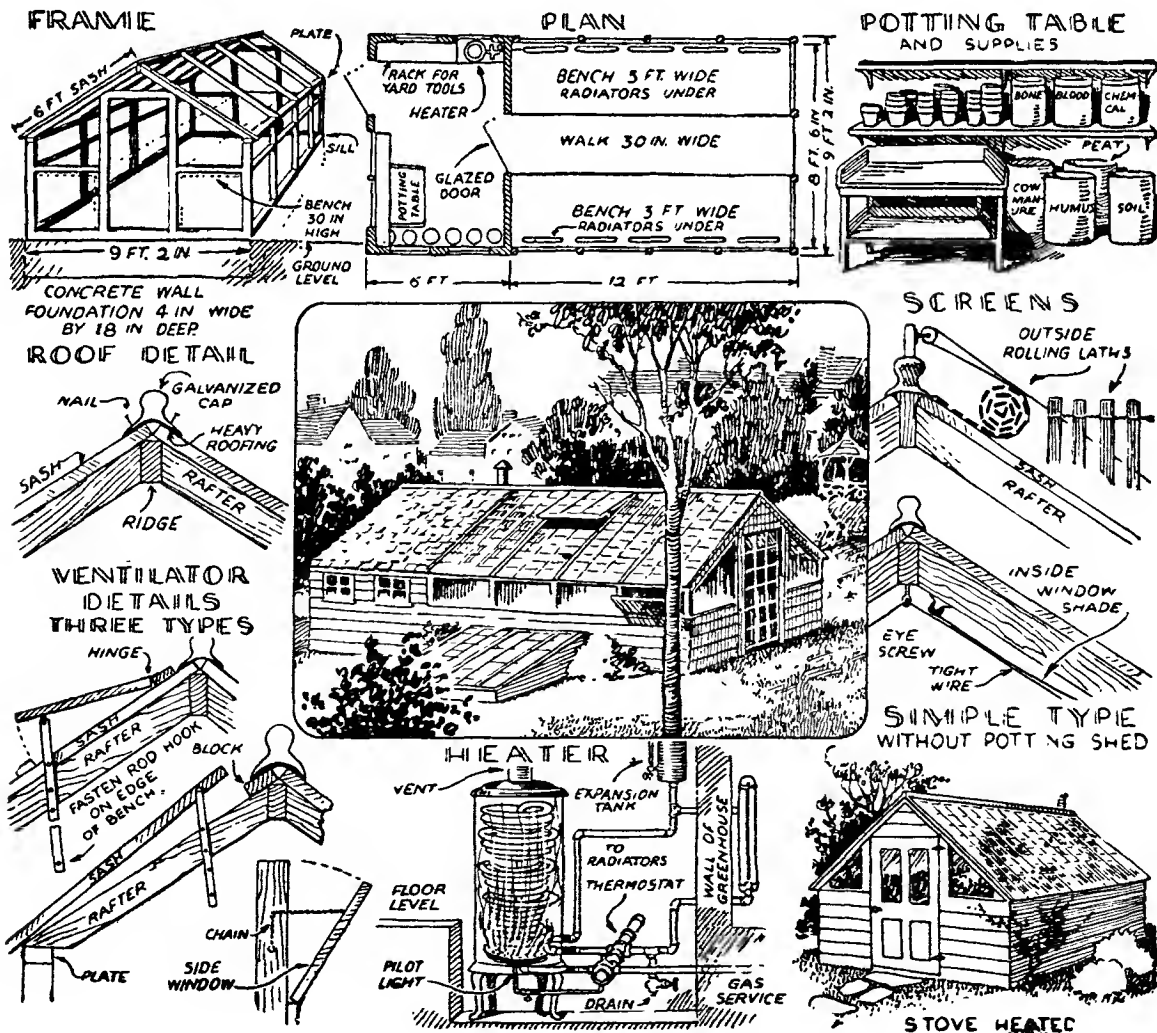 FRAME
6 FT SASH
PLATE
SILL
BENCH
30 IN
HIGH
9 FT. 2 IN.
GROUND
LEVEL
CONCRETE WALL
FOUNDATION 4 IN WIDE
BY 18 IN DEEP.
PLAN
RACK FOR
YARD TOOLS
HEATER
BENCH 3 FT. WIDE
RADIATORS UNDER
WALK 30 IN. WIDE
GLAZED
DOOR
POTTING
TABLE
BENCH 3 FT WIDE
RADIATORS UNDER
8 FT. 6 IN.
9 FT 2 IN.
6 FT
12 FT
POTTING TABLE
AND SUPPLIES
BONE
BLOOD
CHEM
CAL
PEAT
COW
MAN
URE
HUMUS
SOIL
ROOF DETAIL
GALVANIZED
CAP
NAIL
HEAVY
ROOFING
SASH
RAFTER
RIDGE
SCREENS
OUTSIDE
ROLLING LATHS
SASH
RAFTER
INSIDE
WINDOW
SHADE
EYE
SCREW
TIGHT
WIRE
VENTILATOR
DETAILS
THREE TYPES
HINGE
SASH
RAFTER
FASTEN ROD HOOK
ON EDGE
OF BENCH.
BLOCK
SASH
RAFTER
PLATE
CHAIN
SIDE
WINDOW
HEATER
VENT
EXPANSION
TANK
TO
RADIATORS
THERMOSTAT
WALL OF
GREENHOUSE
FLOOR
LEVEL
PILOT
LIGHT
DRAIN
GAS
SERVICE
SIMPLE TYPE
WITHOUT POTTING SHED
STOVE HEATED